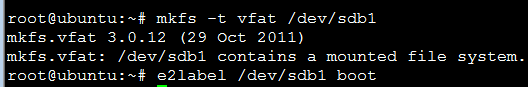 root@ubuntu:~# mkfs -t vfat /dev/sdb1
mkfs.vfat 3.0.12 (29 Oct 2011)
mkfs.vfat: /dev/sdb1 contains a mounted file system.
root@ubuntu:~# e2label /dev/sdb1 boot